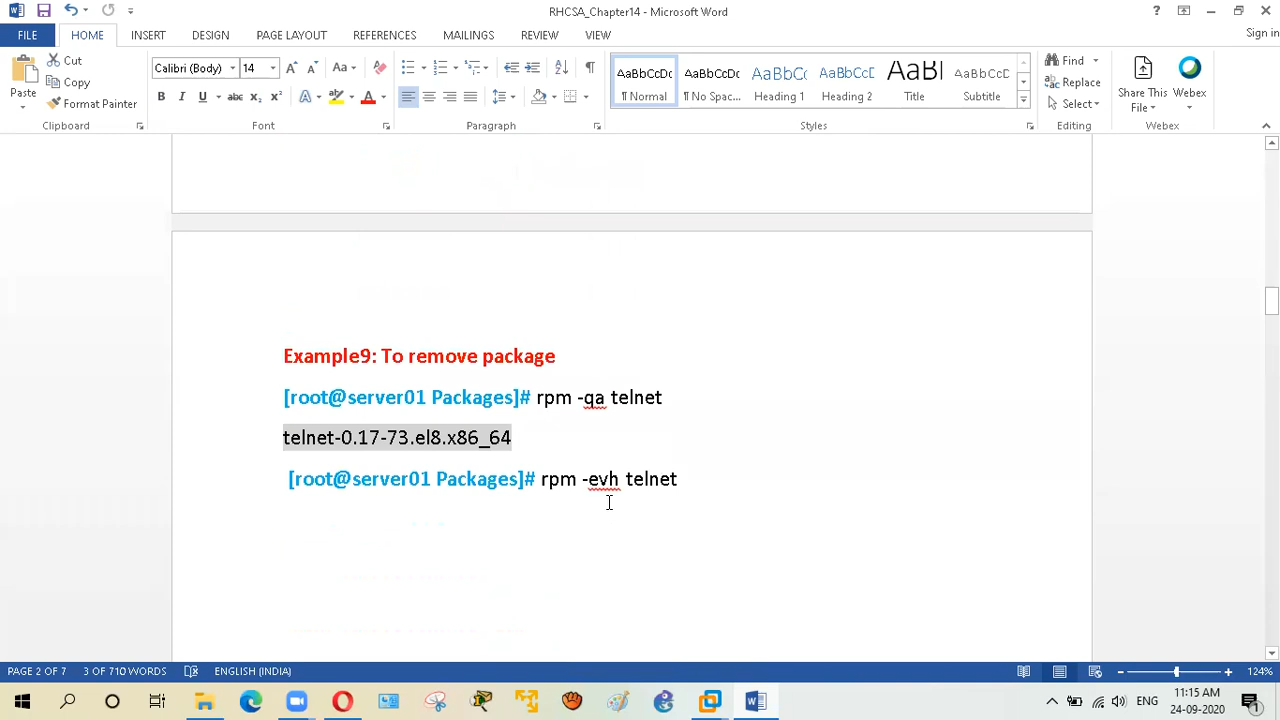 RHCSA_Chapter14 - Microsoft Word
Sign in
FILE HOME INSERT DESIGN PAGE LAYOUT REFERENCES MAILINGS REVIEW VIEW
Paste
Cut
Copy
Format Painter
Clipboard
Calibri (Body) 14
Font
Paragraph
AaBbCcDc AaBbCcDc AaBbCc AaBbCcC AaBl AaBbCcD
¶ Normal ¶ No Spac... Heading 1 Heading 2 Title Subtitle
Styles
Find
Replace
Select
Editing
Share This File
Webex
Webex
Example9: To remove package
[root@server01 Packages]# rpm -qa telnet
telnet-0.17-73.el8.x86_64
[root@server01 Packages]# rpm -evh telnet
PAGE 2 OF 7 3 OF 710 WORDS ENGLISH (INDIA) 124%
ENG 11:15 AM
24-09-2020